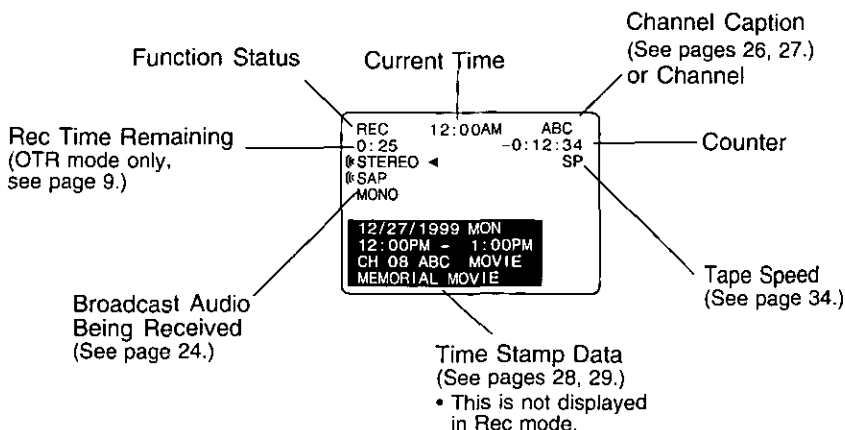 Channel Caption
(See pages 26, 27.)
or Channel
Function Status
Current Time
Rec Time Remaining
(OTR mode only,
see page 9.)
REC 12:00AM ABC
0:25 -0:12:34
STEREO ◄ SP
SAP
MONO
Counter
12/27/1999 MON
12:00PM - 1:00PM
CH 08 ABC MOVIE
MEMORIAL MOVIE
Tape Speed
(See page 34.)
Broadcast Audio
Being Received
(See page 24.)
Time Stamp Data
(See pages 28, 29.)
• This is not displayed
in Rec mode.